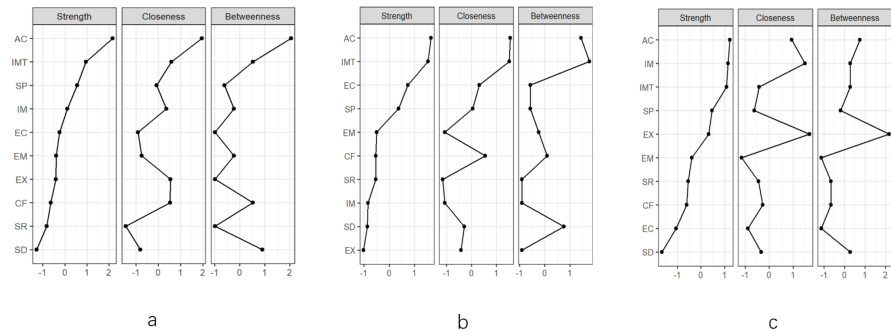 Strength Closeness Betweenness
AC
IMT
SP
IM
EC
EM
EX
CF
SR
SD
-1 0 1 2 -1 0 1 2 -1 0 1 2
a
Strength Closeness Betweenness
AC
IMT
EC
SP
EM
CF
SR
IM
SD
EX
-1 0 1 -1 0 1 -1 0 1
b
Strength Closeness Betweenness
AC
IM
IMT
SP
EX
EM
SR
CF
EC
SD
-1 0 1 -1 0 1 -1 0 1 2
c